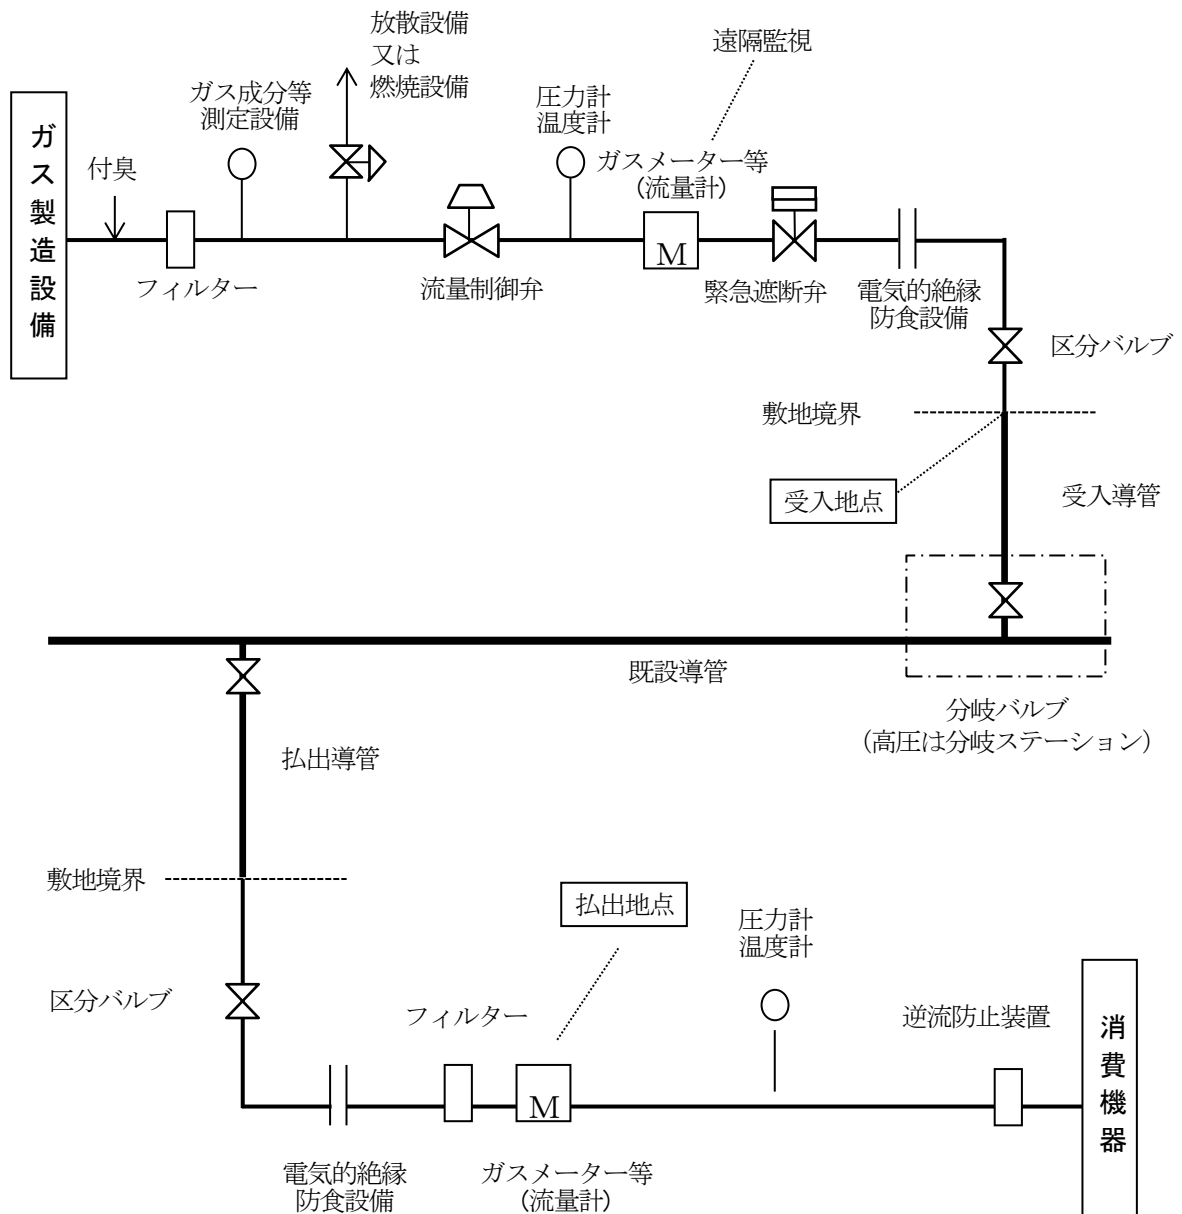 放散設備
又は
燃焼設備
遠隔監視
ガス成分等
測定設備
圧力計
温度計
ガス製造設備
付臭
ガスメーター等
(流量計)
M
フィルター
流量制御弁
緊急遮断弁
電気的絶縁
防食設備
区分バルブ
敷地境界
受入地点
受入導管
既設導管
分岐バルブ
(高圧は分岐ステーション)
払出導管
敷地境界
払出地点
圧力計
温度計
区分バルブ
フィルター
逆流防止装置
消費機器
M
電気的絶縁
防食設備
ガスメーター等
(流量計)